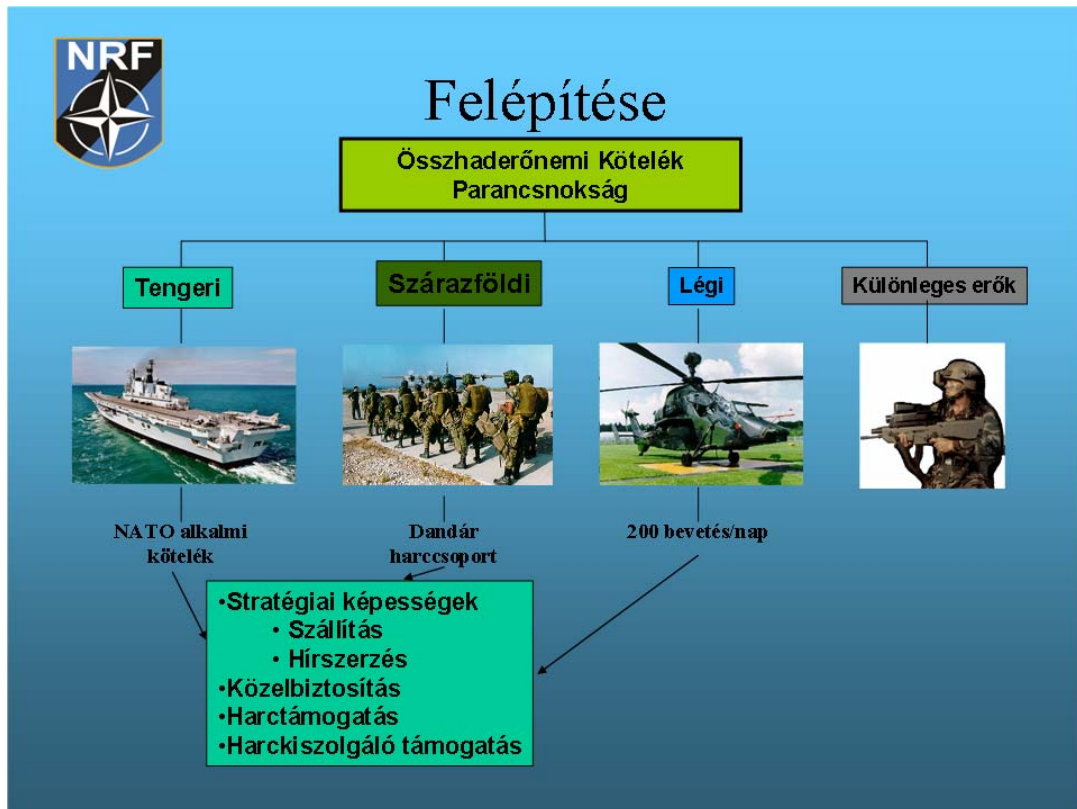 NRF
Felépítése
Összhaderőnemi Kötelék
Parancsnokság
Tengeri
Szárazföldi
Légi
Különleges erők
NATO alkalmi
kötelék
Dandár
harccsoport
200 bevetés/nap
•Stratégiai képességek
• Szállítás
• Hírszerzés
•Közelbiztosítás
•Harctámogatás
•Harckiszolgáló támogatás